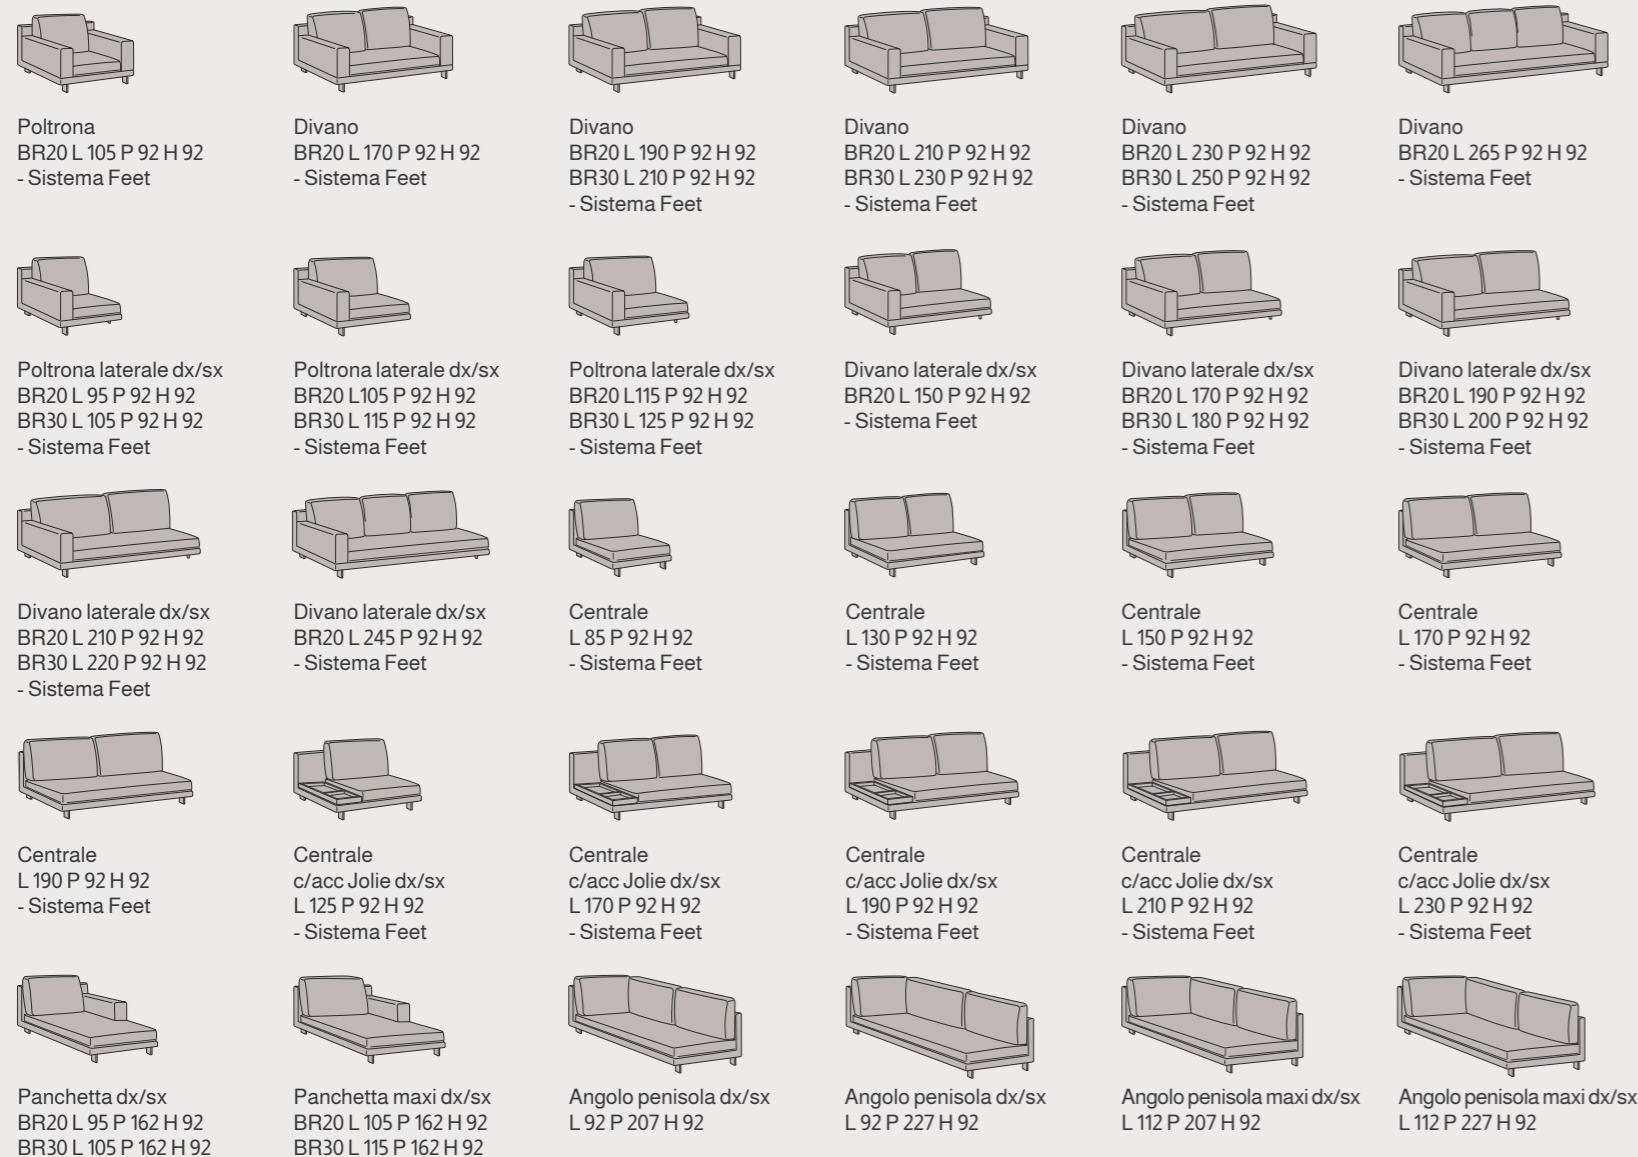 Poltrona
BR20 L 105 P 92 H 92
- Sistema Feet
Divano
BR20 L 170 P 92 H 92
- Sistema Feet
Divano
BR20 L 190 P 92 H 92
BR30 L 210 P 92 H 92
- Sistema Feet
Divano
BR20 L 210 P 92 H 92
BR30 L 230 P 92 H 92
- Sistema Feet
Divano
BR20 L 230 P 92 H 92
BR30 L 250 P 92 H 92
- Sistema Feet
Divano
BR20 L 265 P 92 H 92
- Sistema Feet
Poltrona laterale dx/sx
BR20 L 95 P 92 H 92
BR30 L 105 P 92 H 92
- Sistema Feet
Poltrona laterale dx/sx
BR20 L105 P 92 H 92
BR30 L 115 P 92 H 92
- Sistema Feet
Poltrona laterale dx/sx
BR20 L115 P 92 H 92
BR30 L 125 P 92 H 92
- Sistema Feet
Divano laterale dx/sx
BR20 L 150 P 92 H 92
- Sistema Feet
Divano laterale dx/sx
BR20 L 170 P 92 H 92
BR30 L 180 P 92 H 92
- Sistema Feet
Divano laterale dx/sx
BR20 L 190 P 92 H 92
BR30 L 200 P 92 H 92
- Sistema Feet
Divano laterale dx/sx
BR20 L 210 P 92 H 92
BR30 L 220 P 92 H 92
- Sistema Feet
Divano laterale dx/sx
BR20 L 245 P 92 H 92
- Sistema Feet
Centrale
L 85 P 92 H 92
- Sistema Feet
Centrale
L 130 P 92 H 92
- Sistema Feet
Centrale
L 150 P 92 H 92
- Sistema Feet
Centrale
L 170 P 92 H 92
- Sistema Feet
Centrale
L 190 P 92 H 92
- Sistema Feet
Centrale
c/acc Jolie dx/sx
L 125 P 92 H 92
- Sistema Feet
Centrale
c/acc Jolie dx/sx
L 170 P 92 H 92
- Sistema Feet
Centrale
c/acc Jolie dx/sx
L 190 P 92 H 92
- Sistema Feet
Centrale
c/acc Jolie dx/sx
L 210 P 92 H 92
- Sistema Feet
Centrale
c/acc Jolie dx/sx
L 230 P 92 H 92
- Sistema Feet
Panchetta dx/sx
BR20 L 95 P 162 H 92
BR30 L 105 P 162 H 92
Panchetta maxi dx/sx
BR20 L 105 P 162 H 92
BR30 L 115 P 162 H 92
Angolo penisola dx/sx
L 92 P 207 H 92
Angolo penisola dx/sx
L 92 P 227 H 92
Angolo penisola maxi dx/sx
L 112 P 207 H 92
Angolo penisola maxi dx/sx
L 112 P 227 H 92